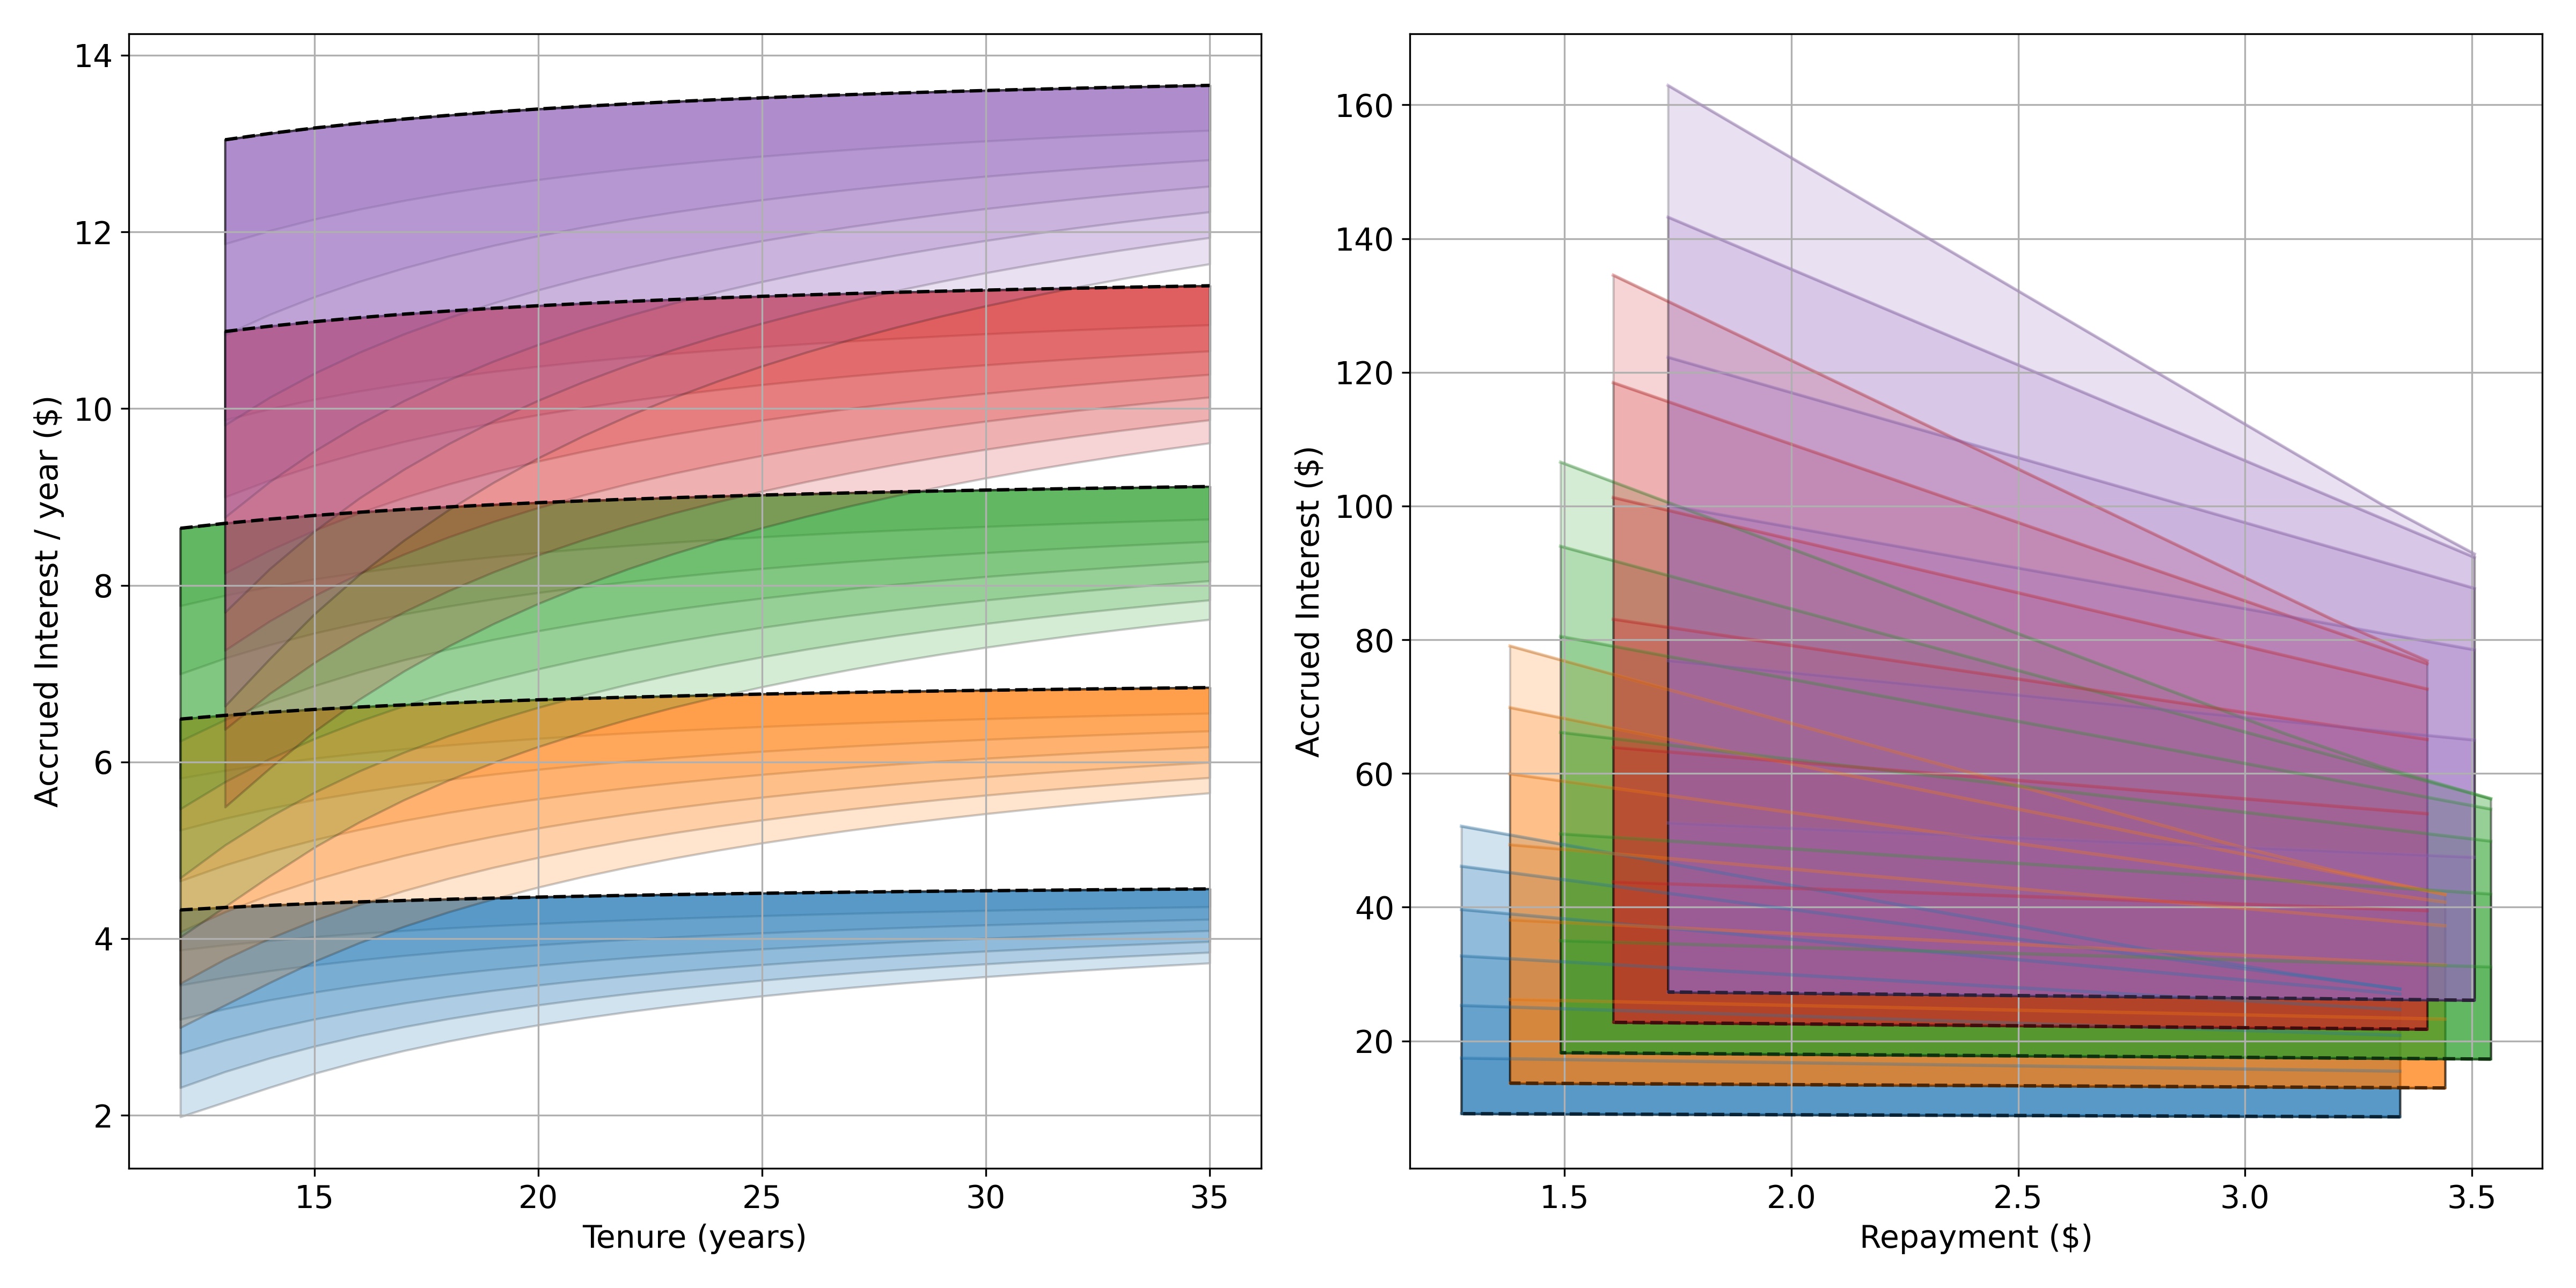 14
12
10
8
6
4
2
Accrued Interest / year ($)
15 20 25 30 35
Tenure (years)
160
140
120
100
80
60
40
20
Accrued Interest ($)
1.5 2.0 2.5 3.0 3.5
Repayment ($)